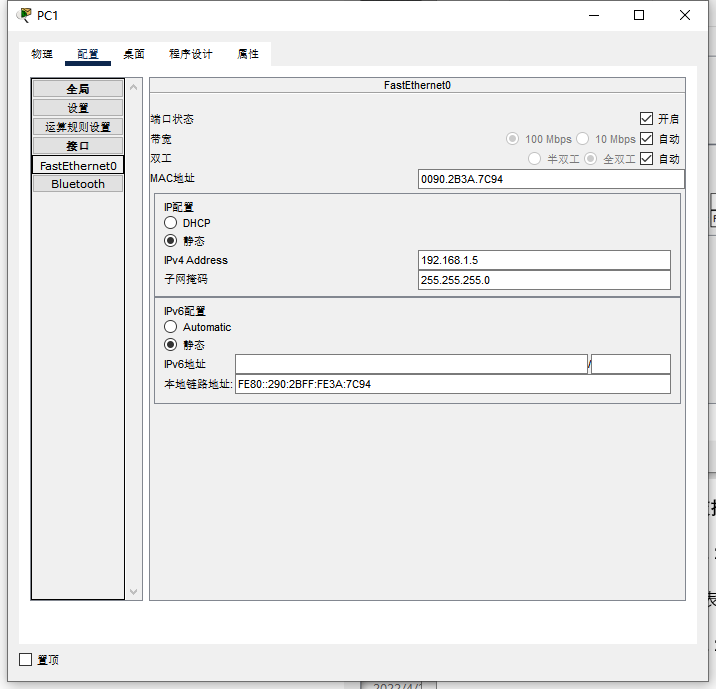 PC1
物理 配置 桌面 程序设计 属性
全局
设置
运算规则设置
接口
FastEthernet0
Bluetooth
FastEthernet0
端口状态 开启
带宽 100 Mbps 10 Mbps 自动
双工 半双工 全双工 自动
MAC地址 0090.2B3A.7C94
IP配置
DHCP
静态
IPv4 Address 192.168.1.5
子网掩码 255.255.255.0
IPv6配置
Automatic
静态
IPv6地址 /
本地链路地址: FE80::290:2BFF:FE3A:7C94
置顶